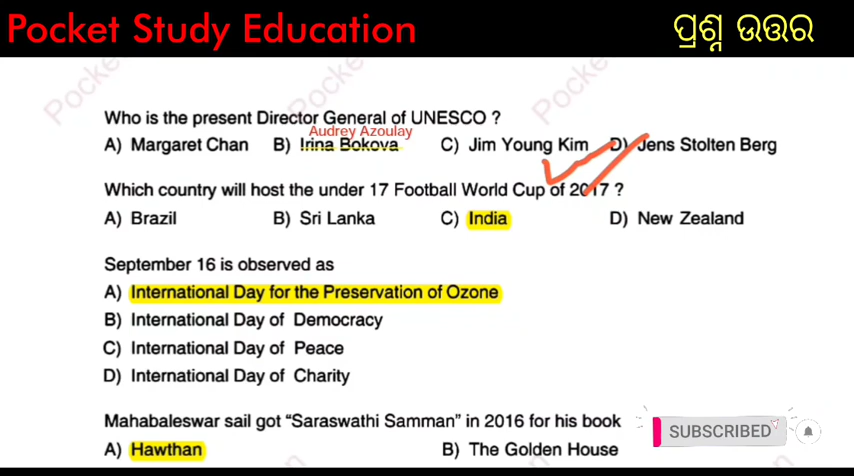 Pocket Study Education ପ୍ରଶ୍ନ ଉତ୍ତର
Who is the present Director General of UNESCO ?
Audrey Azoulay
A) Margaret Chan B) Irina Bokova C) Jim Young Kim D) Jens Stolten Berg
Which country will host the under 17 Football World Cup of 2017 ?
A) Brazil B) Sri Lanka C) India D) New Zealand
September 16 is observed as
A) International Day for the Preservation of Ozone
B) International Day of Democracy
C) International Day of Peace
D) International Day of Charity
Mahabaleswar sail got “Saraswathi Samman” in 2016 for his book
A) Hawthan B) The Golden House
SUBSCRIBED
Pocket
Pocket
Pocket